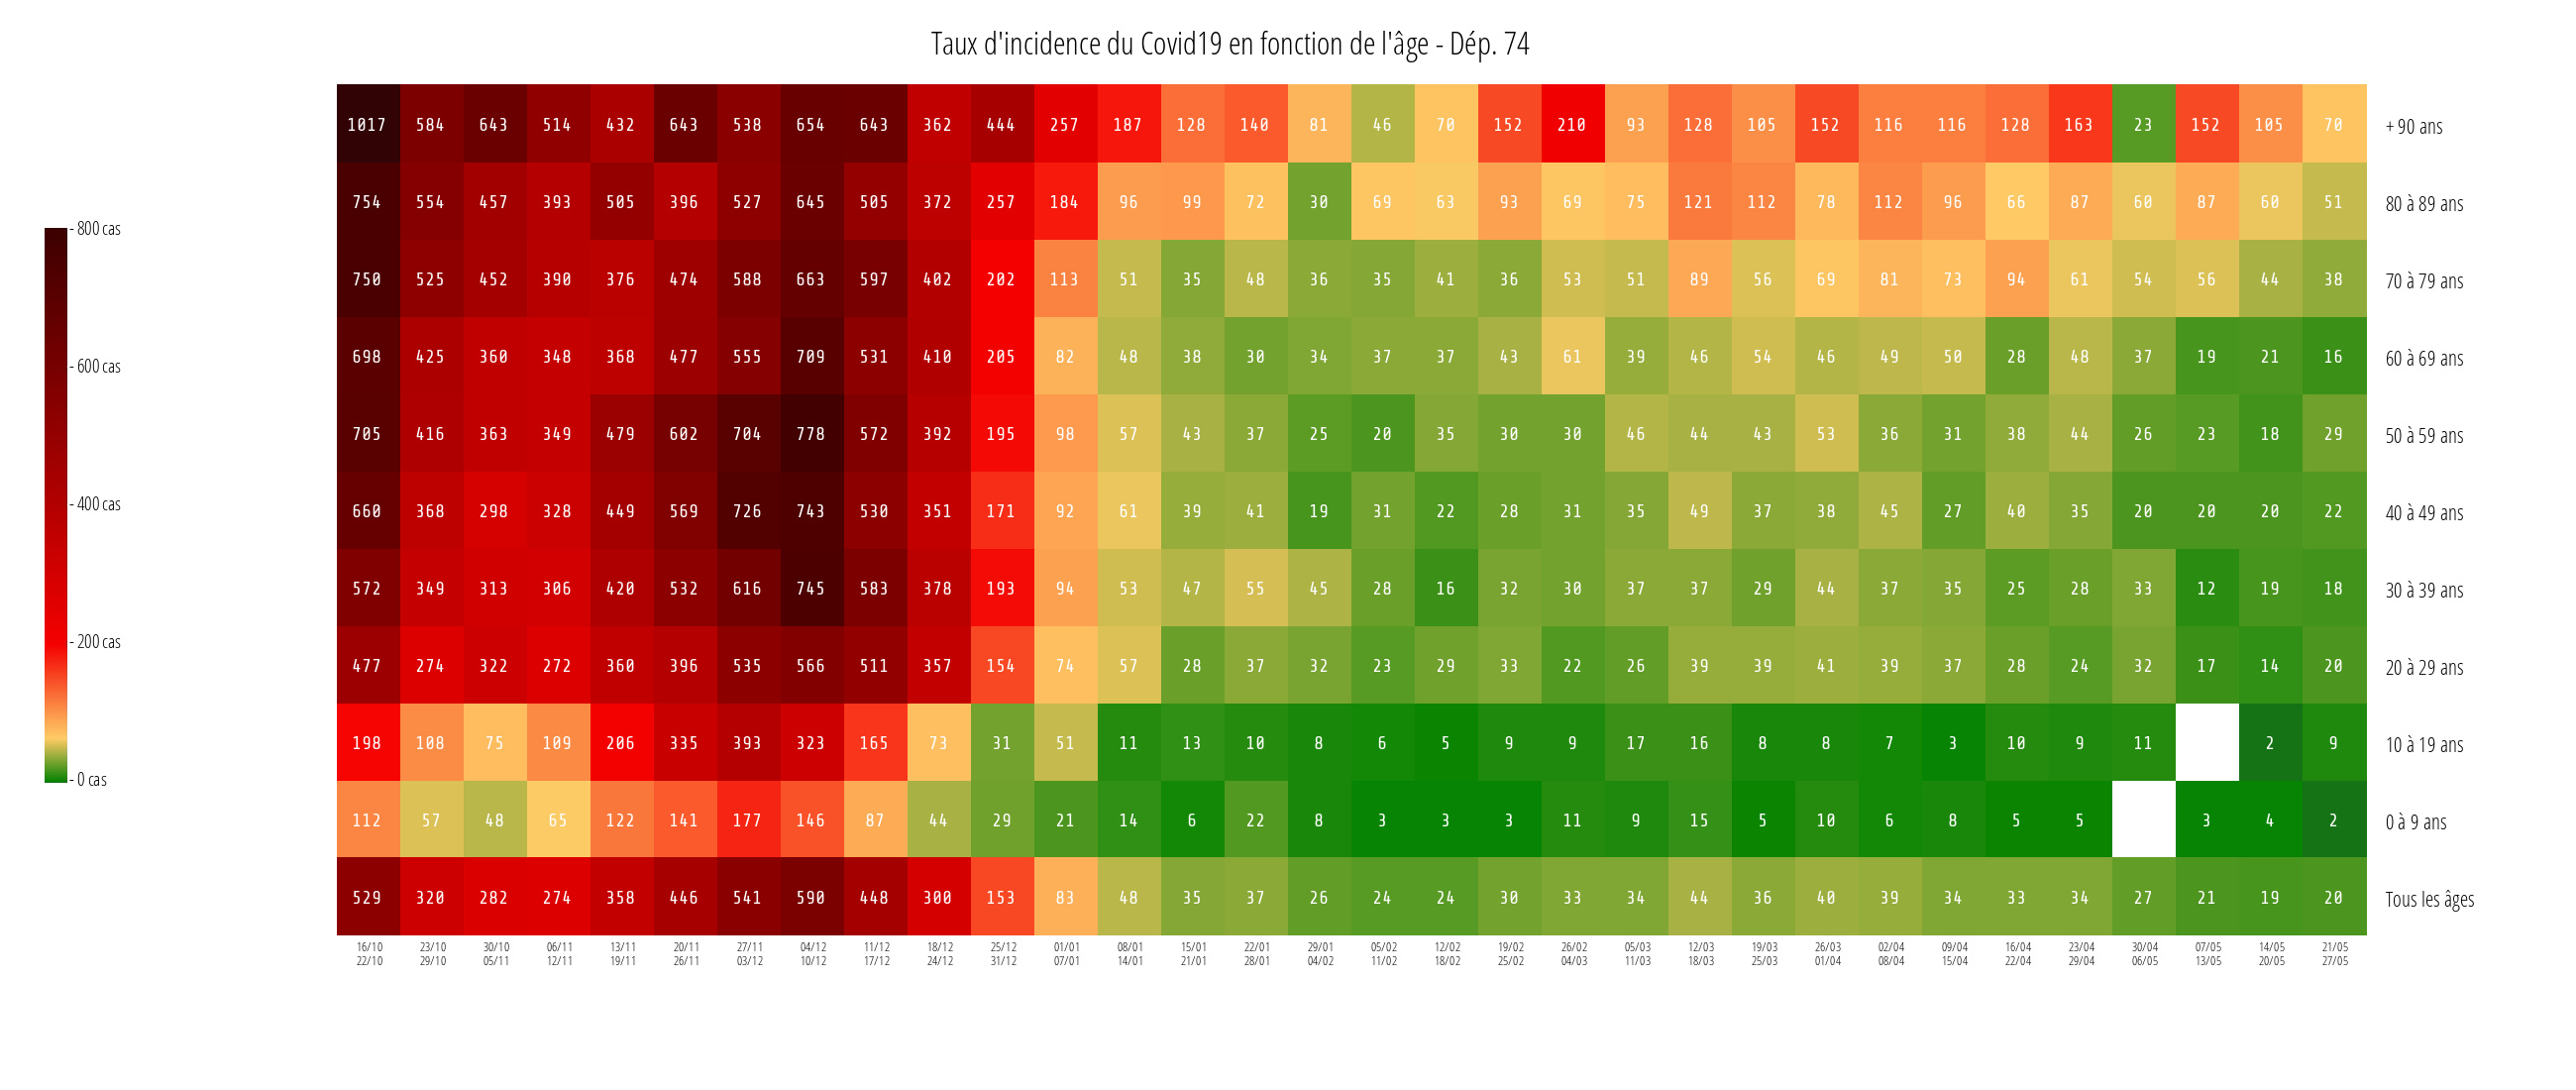 Taux d'incidence du Covid19 en fonction de l'âge - Dép. 74
1017 584 643 514 432 643 538 654 643 362 444 257 187 128 140 81 46 70 152 210 93 128 105 152 116 116 128 163 23 152 105 70 + 90 ans
754 554 457 393 505 396 527 645 505 372 257 184 96 99 72 30 69 63 93 69 75 121 112 78 112 96 66 87 60 87 60 51 80 à 89 ans
- 800 cas
750 525 452 390 376 474 588 663 597 402 202 113 51 35 48 36 35 41 36 53 51 89 56 69 81 73 94 61 54 56 44 38 70 à 79 ans
698 425 360 348 368 477 555 709 531 410 205 82 48 38 30 34 37 37 43 61 39 46 54 46 49 50 28 48 37 19 21 16 60 à 69 ans
- 600 cas
705 416 363 349 479 602 704 778 572 392 195 98 57 43 37 25 20 35 30 30 46 44 43 53 36 31 38 44 26 23 18 29 50 à 59 ans
- 400 cas
660 368 298 328 449 569 726 743 530 351 171 92 61 39 41 19 31 22 28 31 35 49 37 38 45 27 40 35 20 20 20 22 40 à 49 ans
572 349 313 306 420 532 616 745 583 378 193 94 53 47 55 45 28 16 32 30 37 37 29 44 37 35 25 28 33 12 19 18 30 à 39 ans
- 200 cas
477 274 322 272 360 396 535 566 511 357 154 74 57 28 37 32 23 29 33 22 26 39 39 41 39 37 28 24 32 17 14 20 20 à 29 ans
198 108 75 109 206 335 393 323 165 73 31 51 11 13 10 8 6 5 9 9 17 16 8 8 7 3 10 9 11 2 9 10 à 19 ans
- 0 cas
112 57 48 65 122 141 177 146 87 44 29 21 14 6 22 8 3 3 3 11 9 15 5 10 6 8 5 5 3 4 2 0 à 9 ans
529 320 282 274 358 446 541 590 448 300 153 83 48 35 37 26 24 24 30 33 34 44 36 40 39 34 33 34 27 21 19 20 Tous les âges
16/10 23/10 30/10 06/11 13/11 20/11 27/11 04/12 11/12 18/12 25/12 01/01 08/01 15/01 22/01 29/01 05/02 12/02 19/02 26/02 05/03 12/03 19/03 26/03 02/04 09/04 16/04 23/04 30/04 07/05 14/05 21/05
22/10 29/10 05/11 12/11 19/11 26/11 03/12 10/12 17/12 24/12 31/12 07/01 14/01 21/01 28/01 04/02 11/02 18/02 25/02 04/03 11/03 18/03 25/03 01/04 08/04 15/04 22/04 29/04 06/05 13/05 20/05 27/05